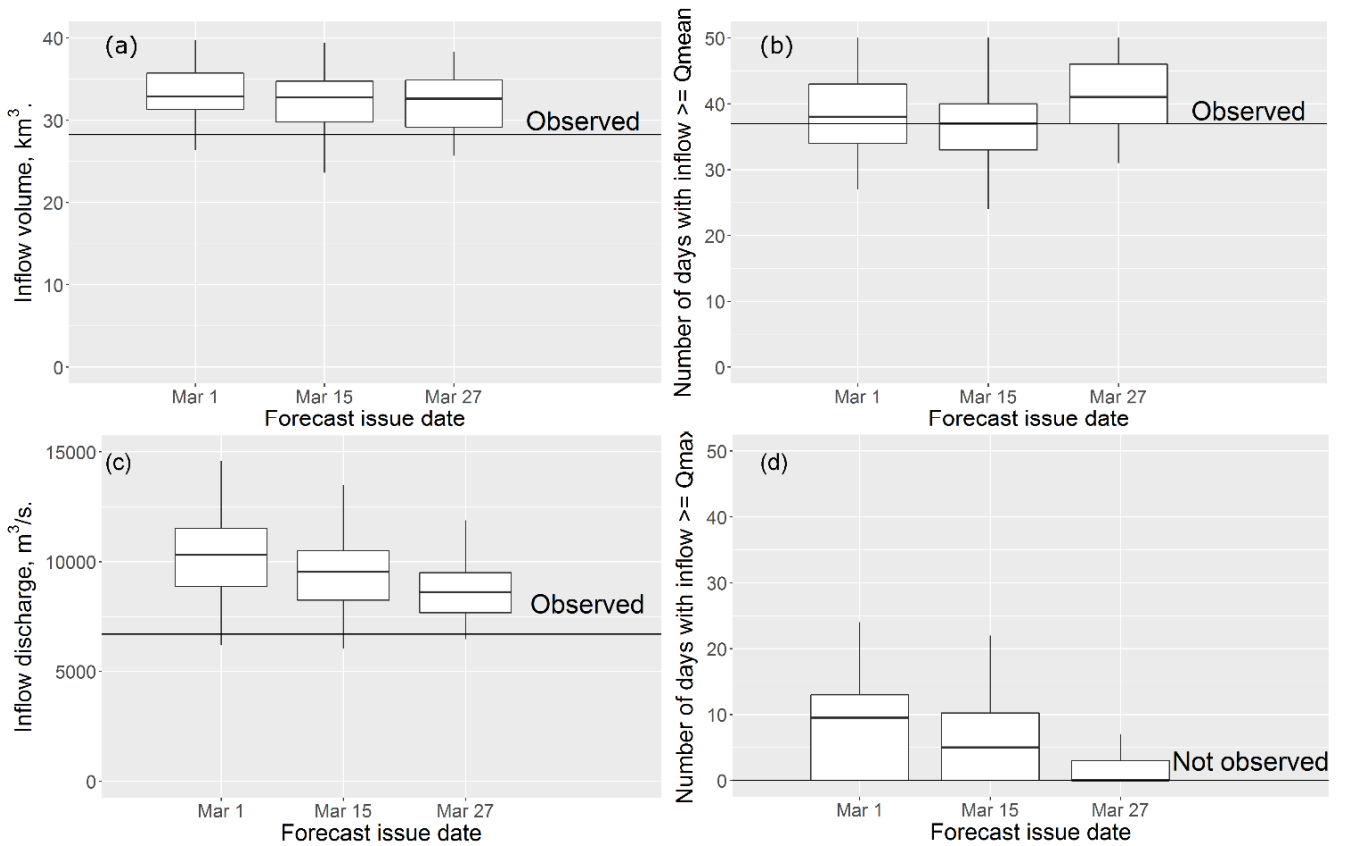 (a)
Inflow volume, km³.
40
30
20
10
0
Observed
Mar 1 Mar 15 Mar 27
Forecast issue date
(b)
Number of days with inflow >= Qmean
50
40
30
20
10
0
Observed
Mar 1 Mar 15 Mar 27
Forecast issue date
(c)
Inflow discharge, m³/s.
15000
10000
5000
0
Observed
Mar 1 Mar 15 Mar 27
Forecast issue date
(d)
Number of days with inflow >= Qmax
50
40
30
20
10
0
Not observed
Mar 1 Mar 15 Mar 27
Forecast issue date